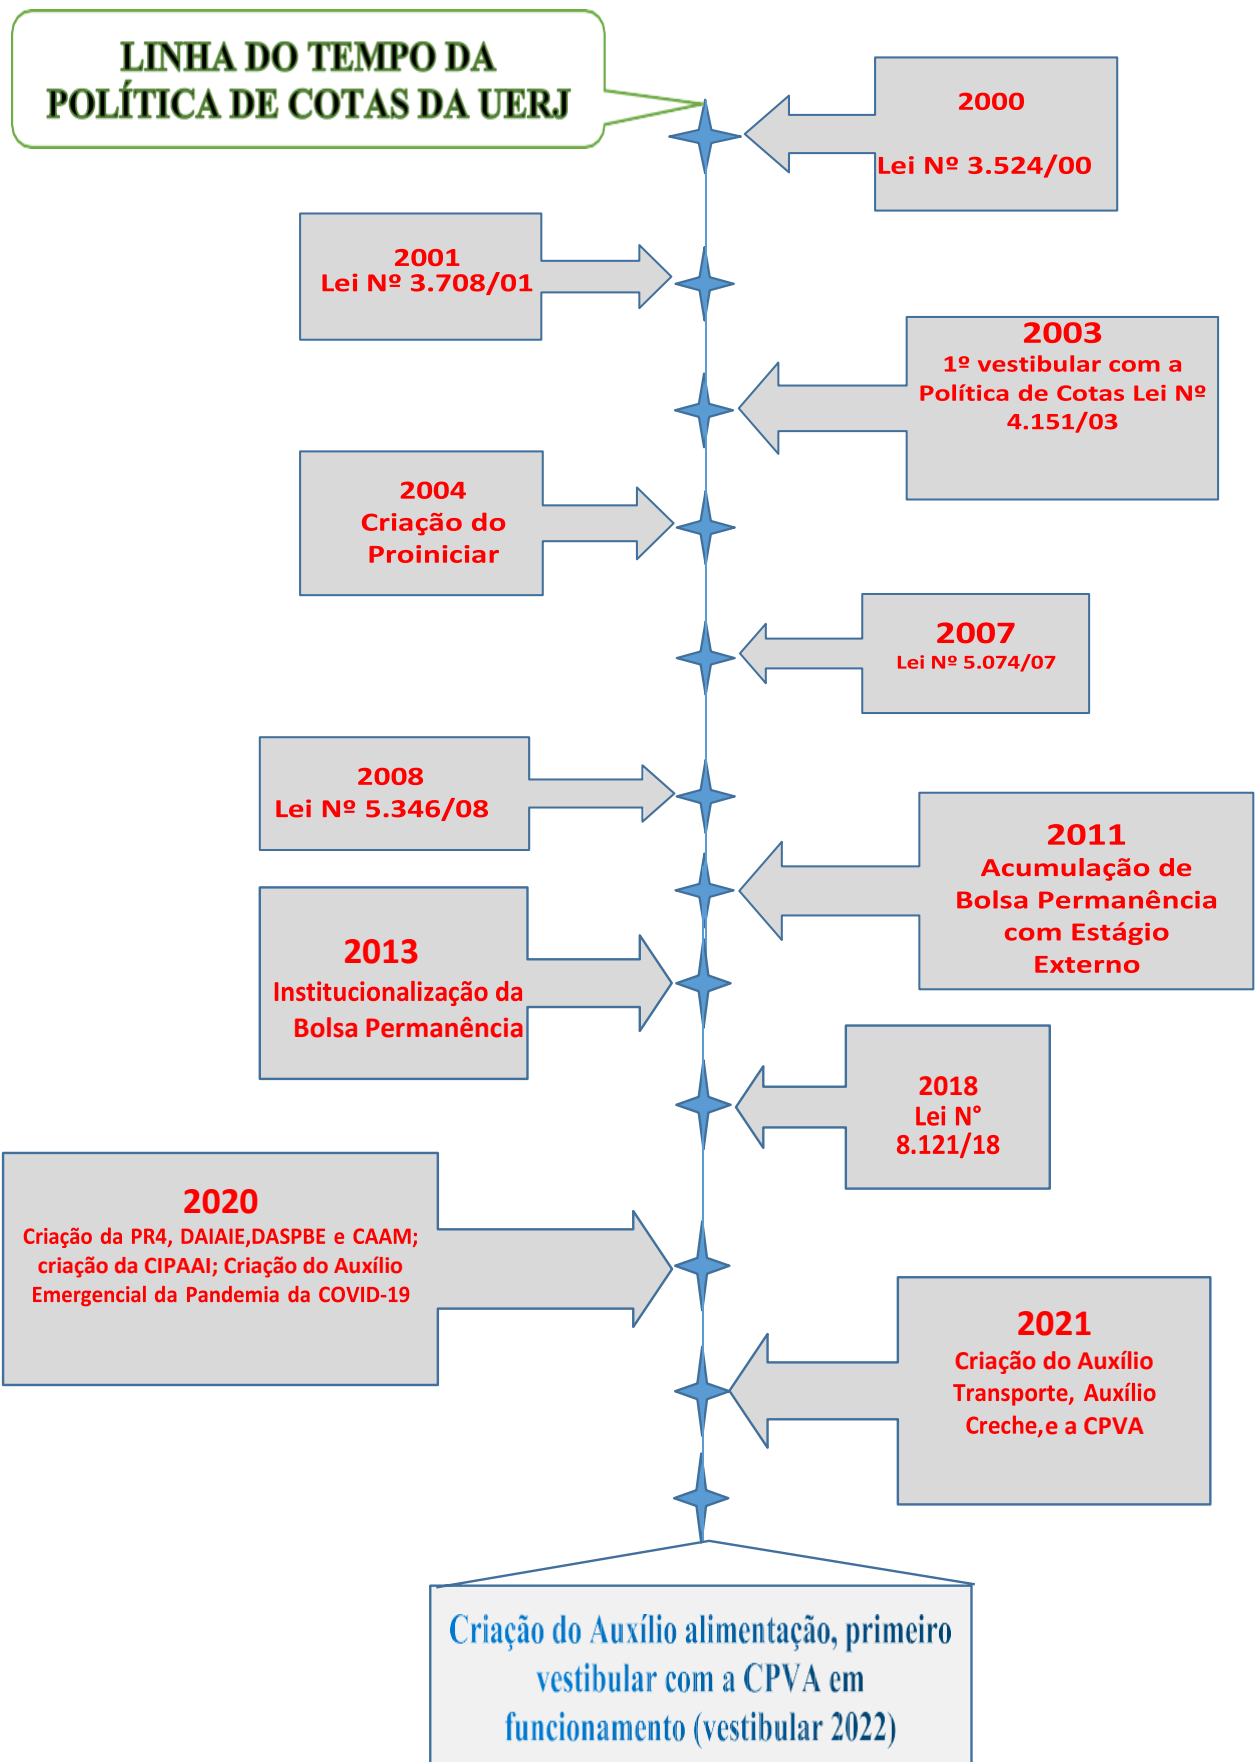 LINHA DO TEMPO DA
POLÍTICA DE COTAS DA UERJ
2000
Lei Nº 3.524/00
2001
Lei Nº 3.708/01
2003
1º vestibular com a
Política de Cotas Lei Nº
4.151/03
2004
Criação do
Proiniciar
2007
Lei Nº 5.074/07
2008
Lei Nº 5.346/08
2011
Acumulação de
Bolsa Permanência
com Estágio
Externo
2013
Institucionalização da
Bolsa Permanência
2018
Lei N°
8.121/18
2020
Criação da PR4, DAIAIE,DASPBE e CAAM;
criação da CIPAAI; Criação do Auxílio
Emergencial da Pandemia da COVID-19
2021
Criação do Auxílio
Transporte, Auxílio
Creche,e a CPVA
Criação do Auxílio alimentação, primeiro
vestibular com a CPVA em
funcionamento (vestibular 2022)